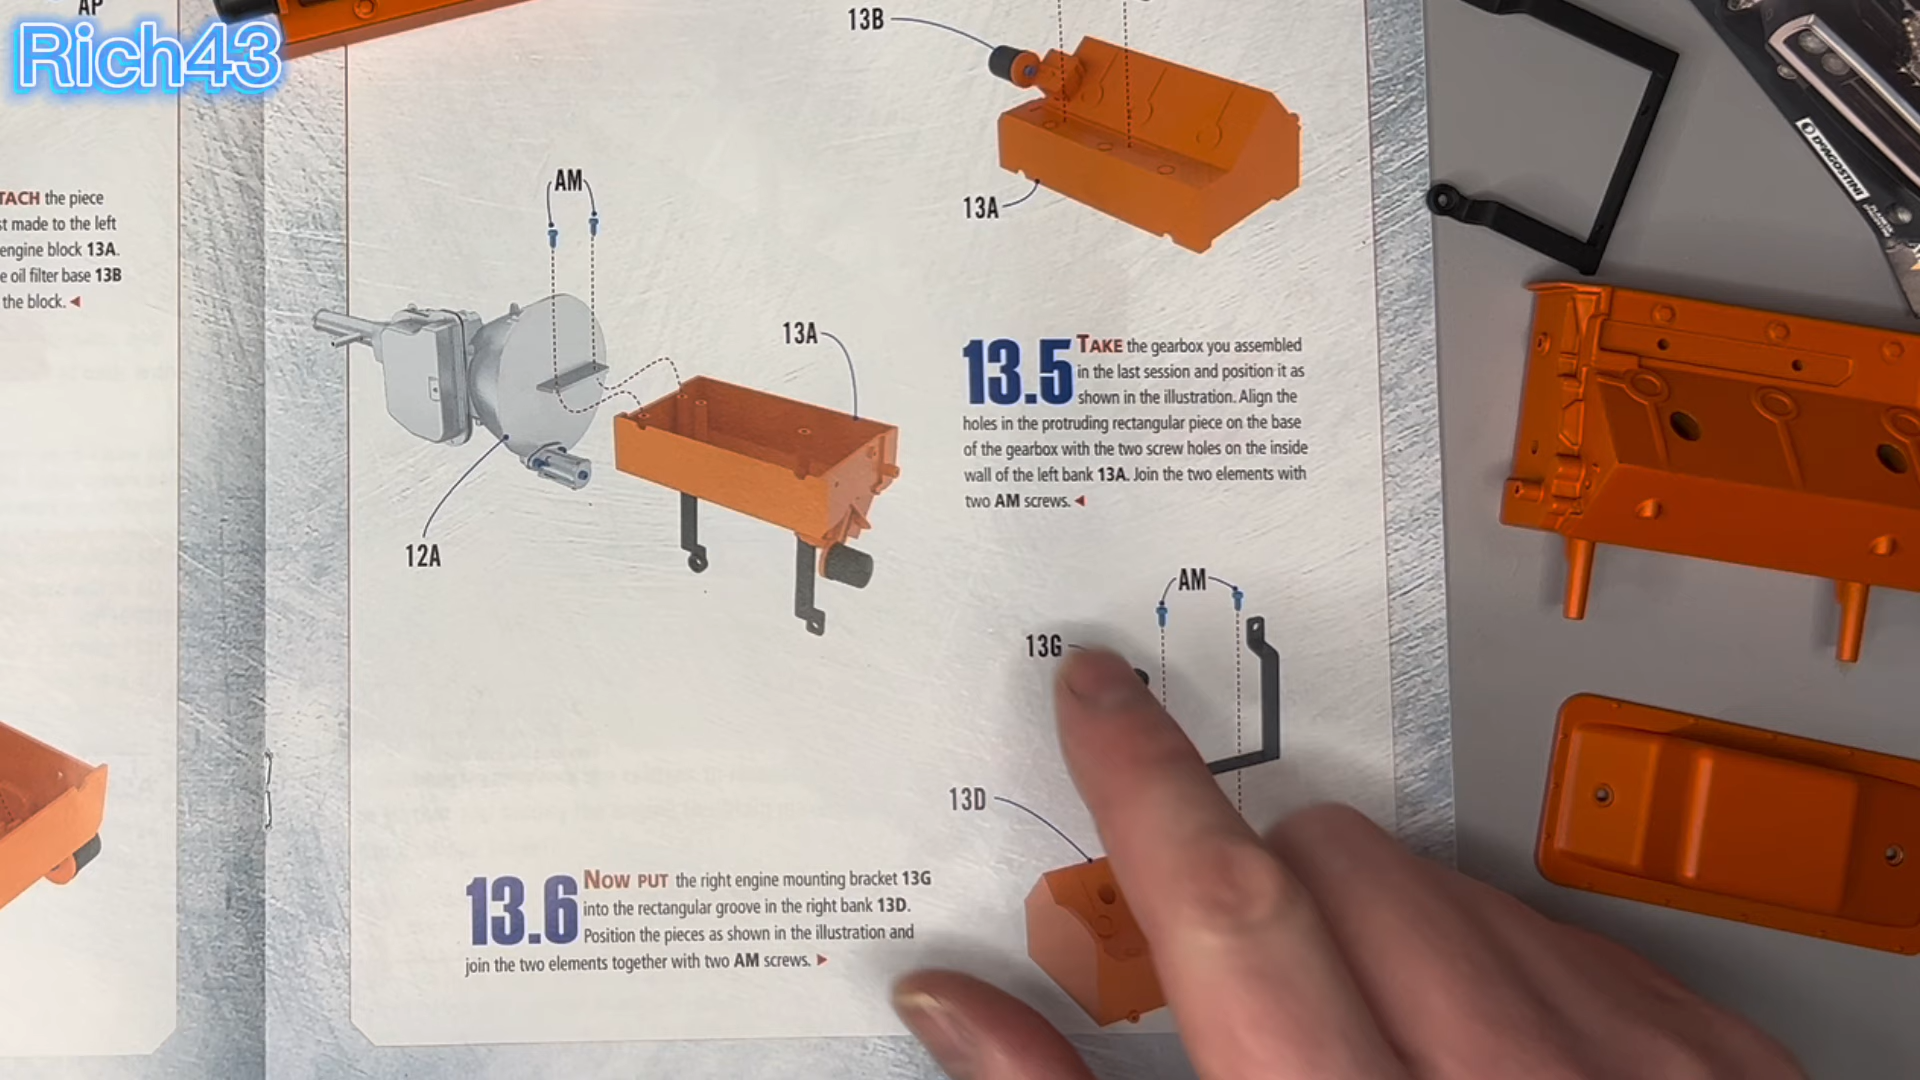 AP
Rich43
TACH the piece
st made to the left
engine block 13A.
e oil filter base 13B
the block.
13B
13A
AM
13A
12A
13.5 TAKE the gearbox you assembled
in the last session and position it as
shown in the illustration. Align the
holes in the protruding rectangular piece on the base
of the gearbox with the two screw holes on the inside
wall of the left bank 13A. Join the two elements with
two AM screws.
AM
13G
13D
13.6 NOW PUT the right engine mounting bracket 13G
into the rectangular groove in the right bank 13D.
Position the pieces as shown in the illustration and
join the two elements together with two AM screws.
DEAGOSTINI